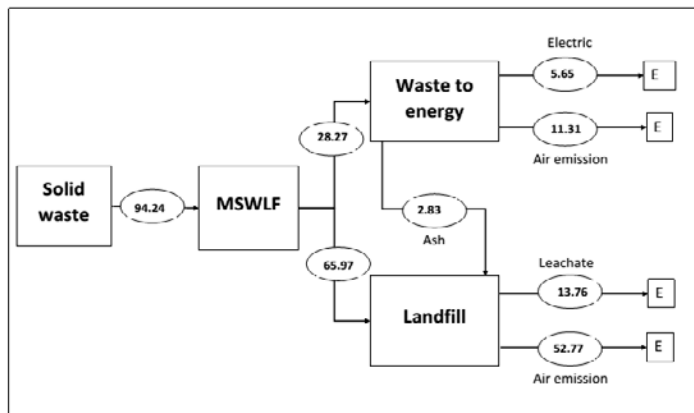 Electric
5.65
E
Waste to
energy
28.27
11.31
E
Air emission
Solid
waste
94.24
MSWLF
2.83
Ash
65.97
Leachate
13.76
E
Landfill
52.77
E
Air emission